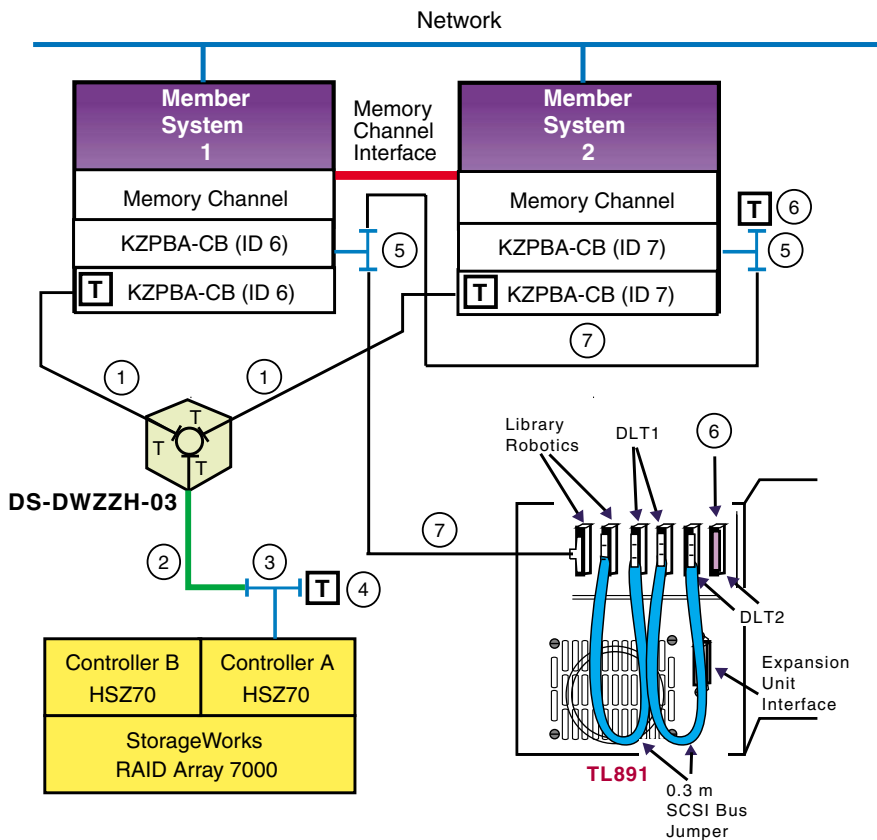 Network
Member
System
1
Memory
Channel
Interface
Member
System
2
Memory Channel
Memory Channel
KZPBA-CB (ID 6)
5
KZPBA-CB (ID 7)
T
6
5
T
KZPBA-CB (ID 6)
T
KZPBA-CB (ID 7)
7
1
1
T
T
T
DS-DWZZH-03
Library
Robotics
DLT1
6
2
3
T
4
7
DLT2
Controller B
HSZ70
Controller A
HSZ70
Expansion
Unit
Interface
StorageWorks
RAID Array 7000
TL891
0.3 m
SCSI Bus
Jumper